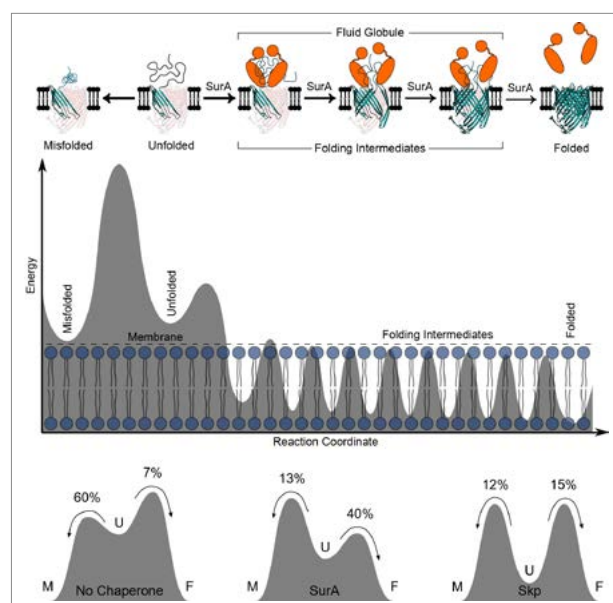 Fluid Globule
SurA SurA SurA SurA
Misfolded Unfolded Folding Intermediates Folded
Energy
Misfolded
Unfolded
Membrane
Folding Intermediates
Folded
Reaction Coordinate
60% 7% 13% 40% 12% 15%
U U U
M No Chaperone F M SurA F M Skp F